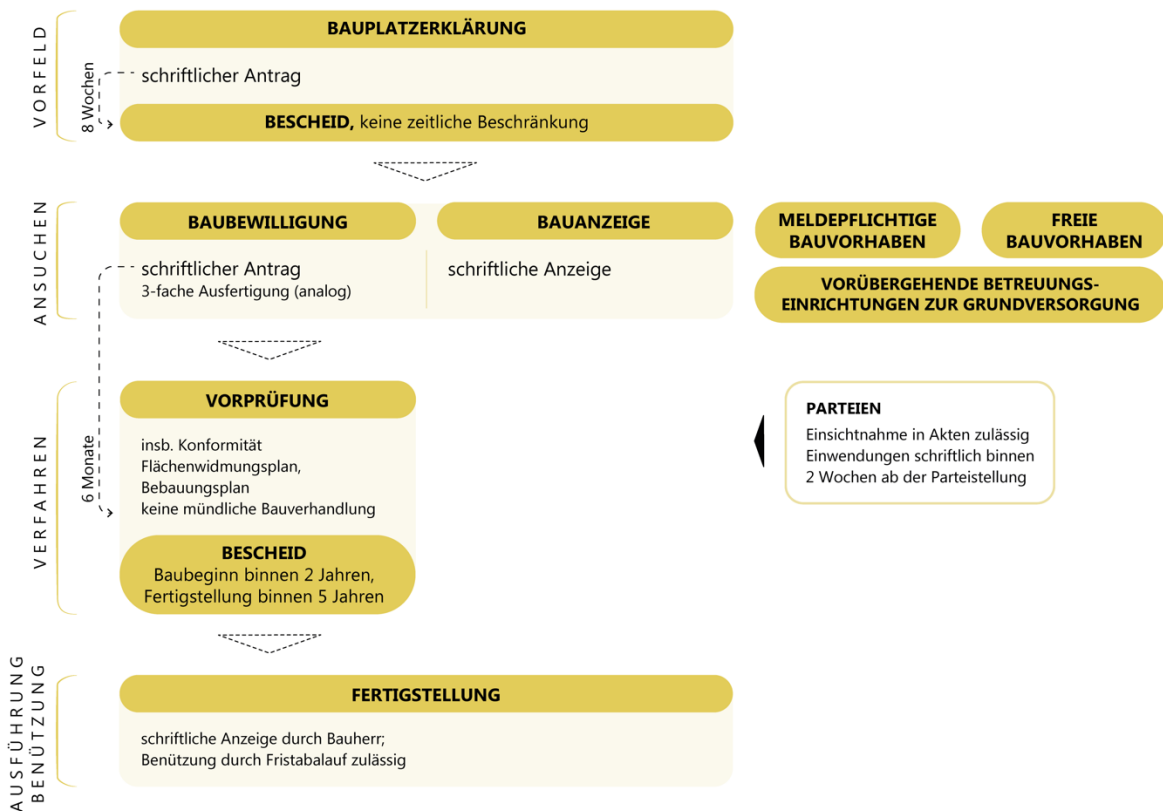 VORFELD
8 Wochen
BAUPLATZERKLÄRUNG
schriftlicher Antrag
BESCHEID, keine zeitliche Beschränkung
ANSUCHEN
BAUBEWILLIGUNG
schriftlicher Antrag
3-fache Ausfertigung (analog)
BAUANZEIGE
schriftliche Anzeige
MELDEPFLICHTIGE
BAUVORHABEN
FREIE
BAUVORHABEN
VORÜBERGEHENDE BETREUUNGS-
EINRICHTUNGEN ZUR GRUNDVERSORGUNG
VERFAHREN
6 Monate
VORPRÜFUNG
insb. Konformität
Flächenwidmungsplan,
Bebauungsplan
keine mündliche Bauverhandlung
BESCHEID
Baubeginn binnen 2 Jahren,
Fertigstellung binnen 5 Jahren
PARTEIEN
Einsichtnahme in Akten zulässig
Einwendungen schriftlich binnen
2 Wochen ab der Parteistellung
AUSFÜHRUNG
BENÜTZUNG
FERTIGSTELLUNG
schriftliche Anzeige durch Bauherr;
Benützung durch Fristabalauf zulässig